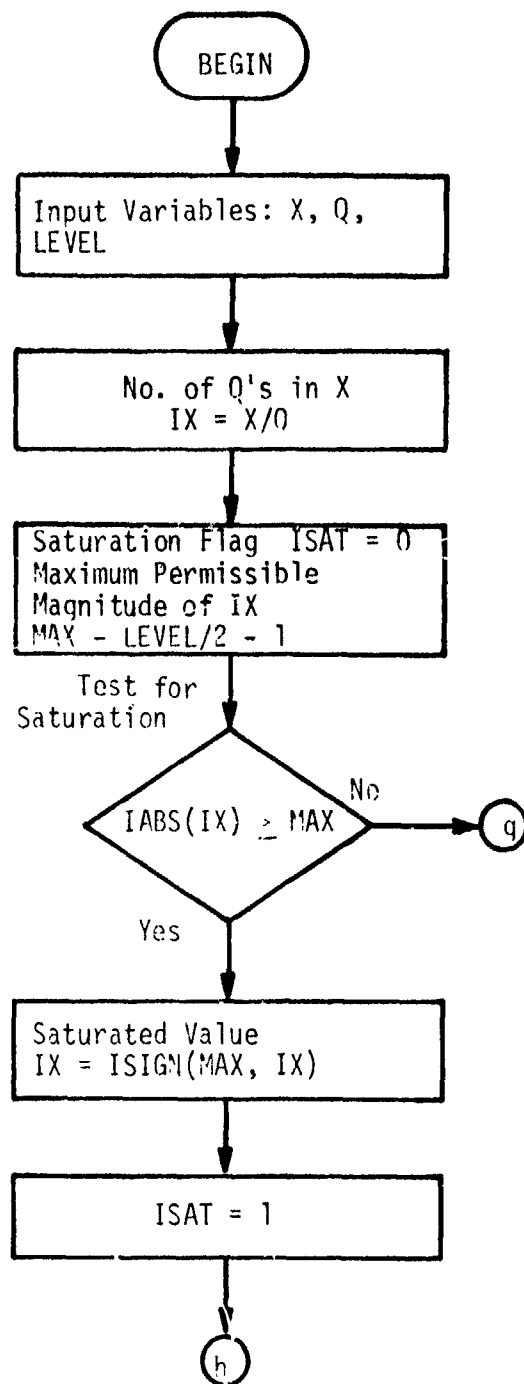 BEGIN
Input Variables: X, Q,
LEVEL
No. of Q's in X
IX = X/Q
Saturation Flag ISAT = 0
Maximum Permissible
Magnitude of IX
MAX - LEVEL/2 - 1
Test for
Saturation
IABS(IX) ≥ MAX
No
g
Yes
Saturated Value
IX = ISIGN(MAX, IX)
ISAT = 1
h